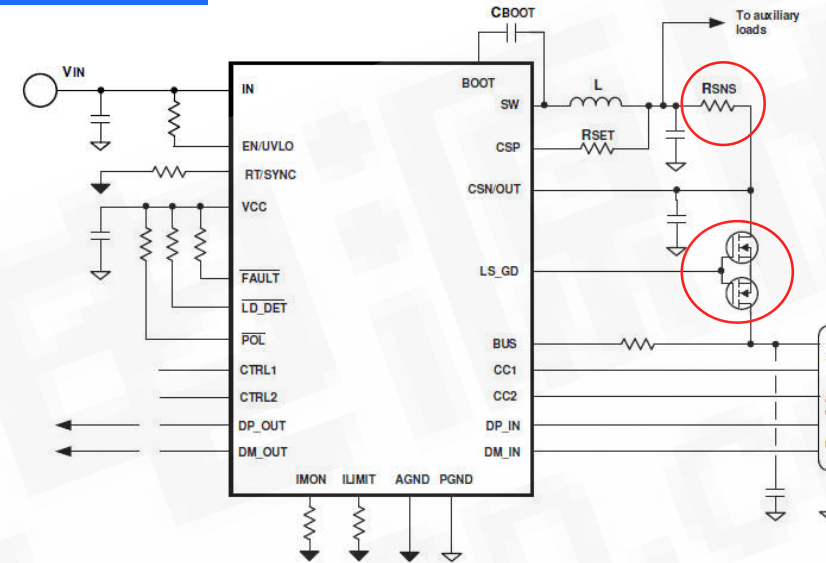 CBOOT
To auxiliary
loads
VIN
BOOT
L
RSNS
IN
SW
EN/UVLO
RSET
CSP
RT/SYNC
CSN/OUT
VCC
LS_GD
FAULT
LD_DET
POL
BUS
CTRL1
CC1
CTRL2
CC2
DP_OUT
DP_IN
DM_OUT
DM_IN
IMON ILIMIT AGND PGND